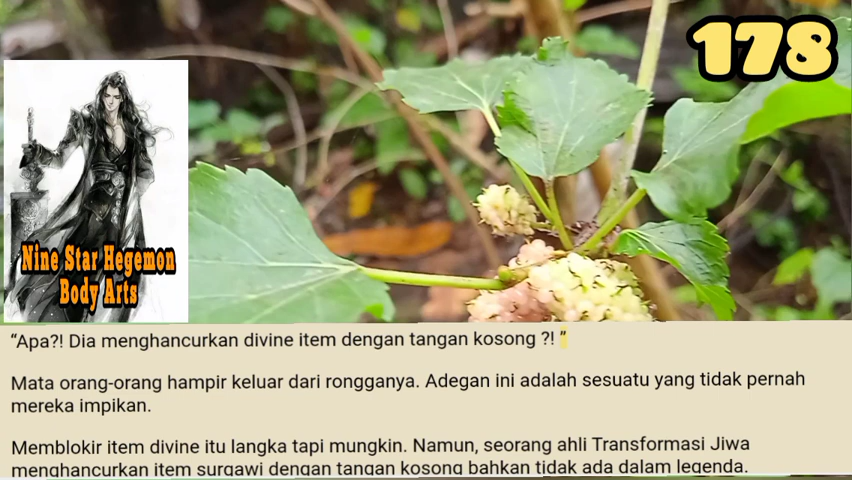 178
Nine Star Hegemon
Body Arts
“Apa?! Dia menghancurkan divine item dengan tangan kosong ?! ”
Mata orang-orang hampir keluar dari rongganya. Adegan ini adalah sesuatu yang tidak pernah
mereka impikan.
Memblokir item divine itu langka tapi mungkin. Namun, seorang ahli Transformasi Jiwa
menghancurkan item surgawi dengan tangan kosong bahkan tidak ada dalam legenda.